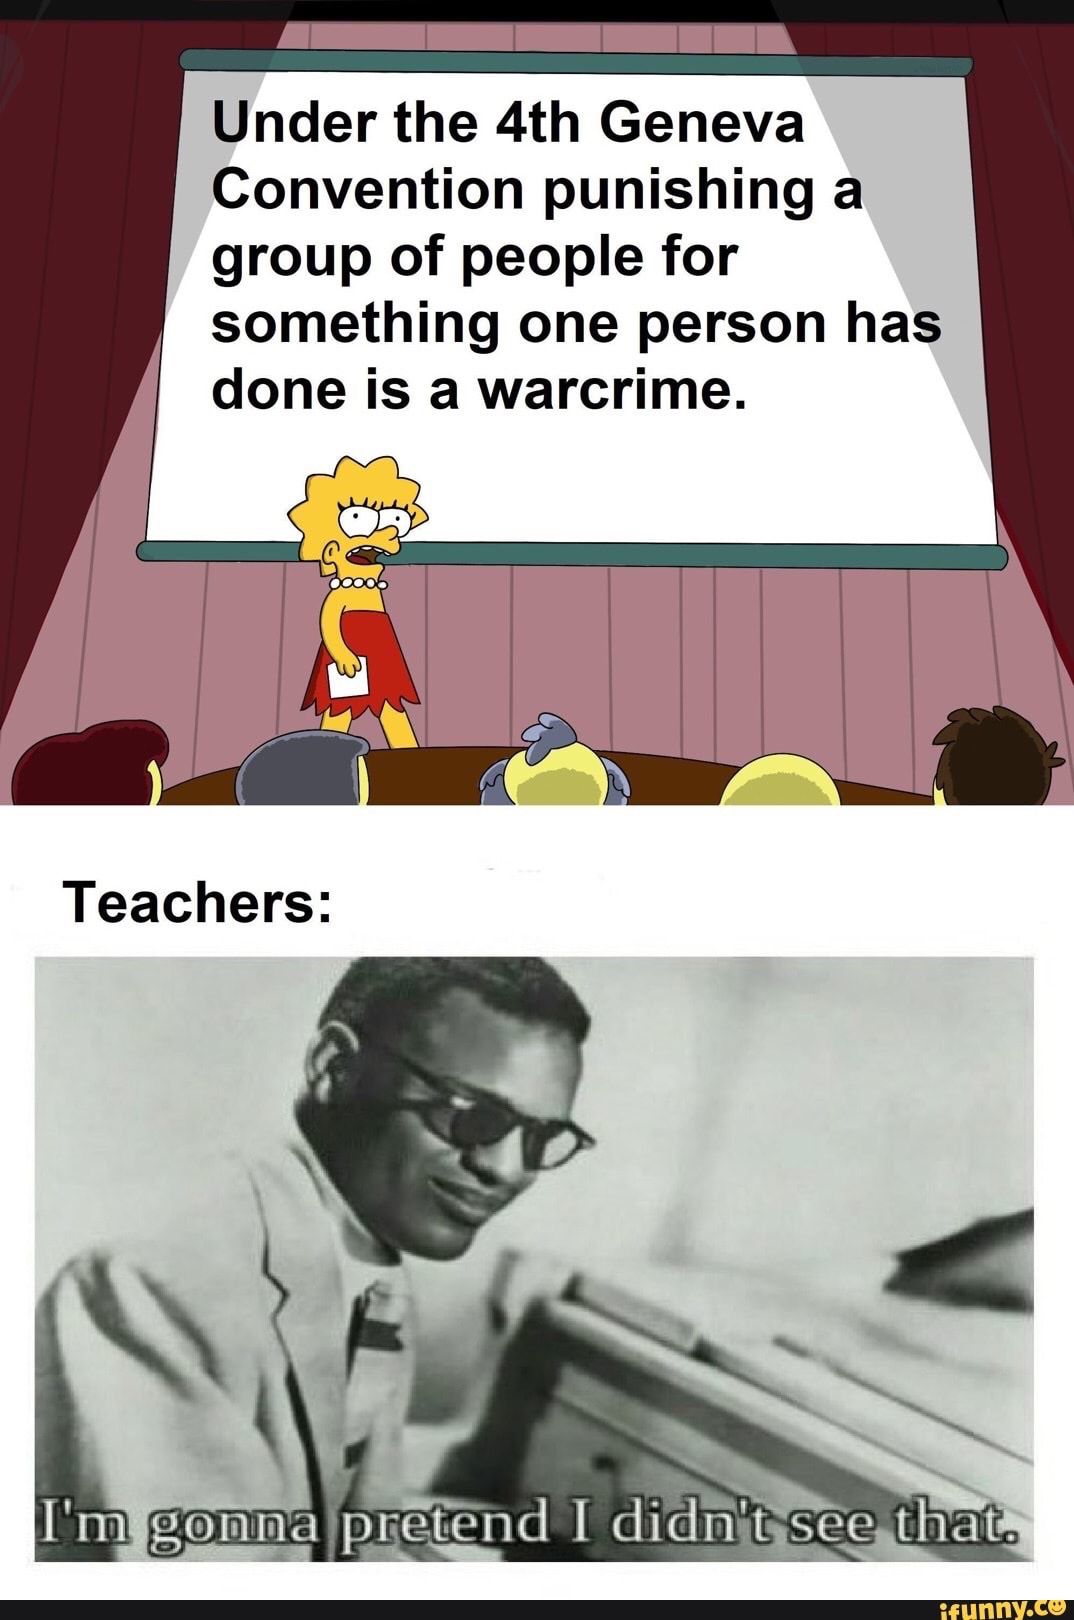 Under the 4th Geneva
Convention punishing a
group of people for
something one person has
done is a warcrime.
Teachers:
I'm gonna pretend I didn't see that.
ifunny.co